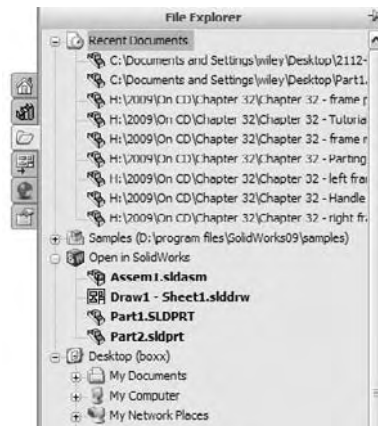 File Explorer
Recent Documents
C:\Documents and Settings\wiley\Desktop\2112-
C:\Documents and Settings\wiley\Desktop\Part1.
H:\2009\On CD\Chapter 32\Chapter 32 - frame
H:\2009\On CD\Chapter 32\Chapter 32 - Tutoria
H:\2009\On CD\Chapter 32\Chapter 32 - frame
H:\2009\On CD\Chapter 32\Chapter 32 - Parting
H:\2009\On CD\Chapter 32\Chapter 32 - left fra
H:\2009\On CD\Chapter 32\Chapter 32 - Handle
H:\2009\On CD\Chapter 32\Chapter 32 - right fr
Samples (D:\program files\SolidWorks09\samples)
Open in SolidWorks
Assem1.sldasm
Draw1 - Sheet1.slddrw
Part1.SLDPRT
Part2.sldprt
Desktop (boxx)
My Documents
My Computer
My Network Places